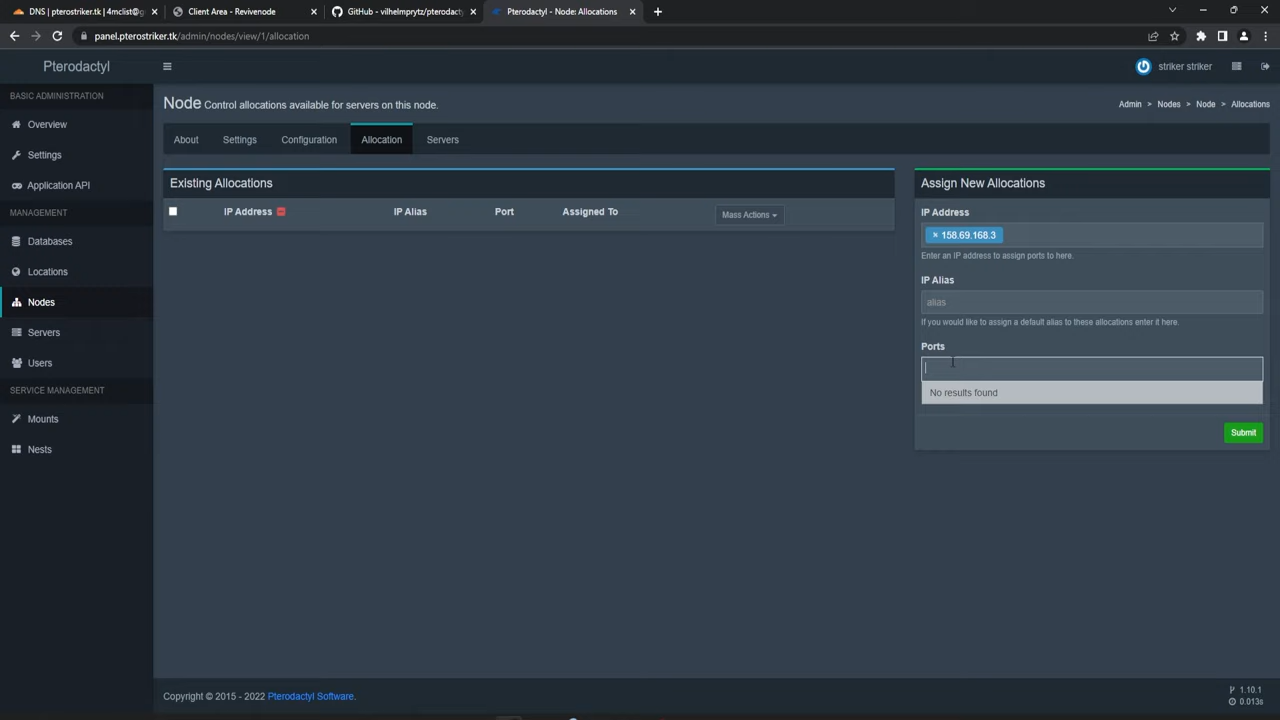 DNS | pterostriker.tk | 4mclist@g
Client Area - Revivenode
GitHub - vilhelmprytz/pterodacty
Pterodactyl - Node: Allocations
panel.pterostriker.tk/admin/nodes/view/1/allocation
Pterodactyl
striker striker
BASIC ADMINISTRATION
Overview
Settings
Application API
MANAGEMENT
Databases
Locations
Nodes
Servers
Users
SERVICE MANAGEMENT
Mounts
Nests
Node Control allocations available for servers on this node.
Admin > Nodes > Node > Allocations
About
Settings
Configuration
Allocation
Servers
Existing Allocations
IP Address
IP Alias
Port
Assigned To
Mass Actions
Assign New Allocations
IP Address
× 158.69.168.3
Enter an IP address to assign ports to here.
IP Alias
alias
If you would like to assign a default alias to these allocations enter it here.
Ports
No results found
Submit
Copyright © 2015 - 2022 Pterodactyl Software.
1.10.1
0.013s